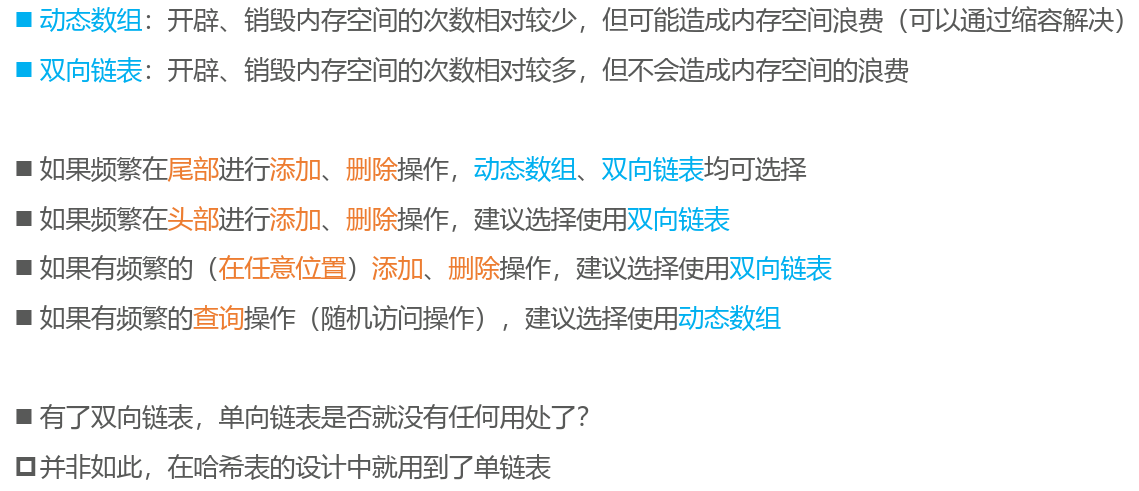 ■ 动态数组：开辟、销毁内存空间的次数相对较少，但可能造成内存空间浪费（可以通过缩容解决）
■ 双向链表：开辟、销毁内存空间的次数相对较多，但不会造成内存空间的浪费
■ 如果频繁在尾部进行添加、删除操作，动态数组、双向链表均可选择
■ 如果频繁在头部进行添加、删除操作，建议选择使用双向链表
■ 如果有频繁的（在任意位置）添加、删除操作，建议选择使用双向链表
■ 如果有频繁的查询操作（随机访问操作），建议选择使用动态数组
■ 有了双向链表，单向链表是否就没有任何用处了?
□ 并非如此，在哈希表的设计中就用到了单链表